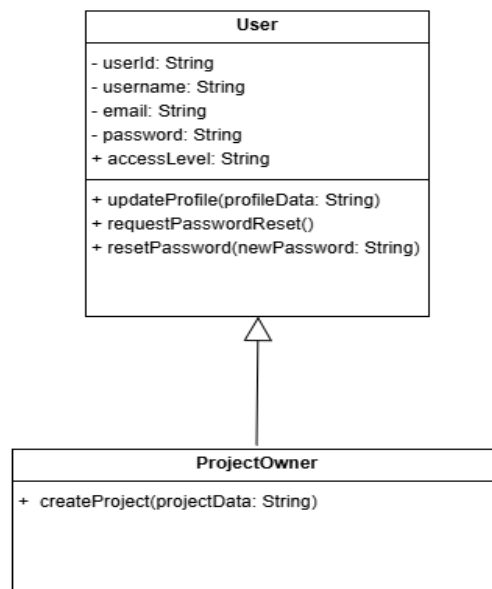 User
- userId: String
- username: String
- email: String
- password: String
+ accessLevel: String
+ updateProfile(profileData: String)
+ requestPasswordReset()
+ resetPassword(newPassword: String)
ProjectOwner
+ createProject(projectData: String)